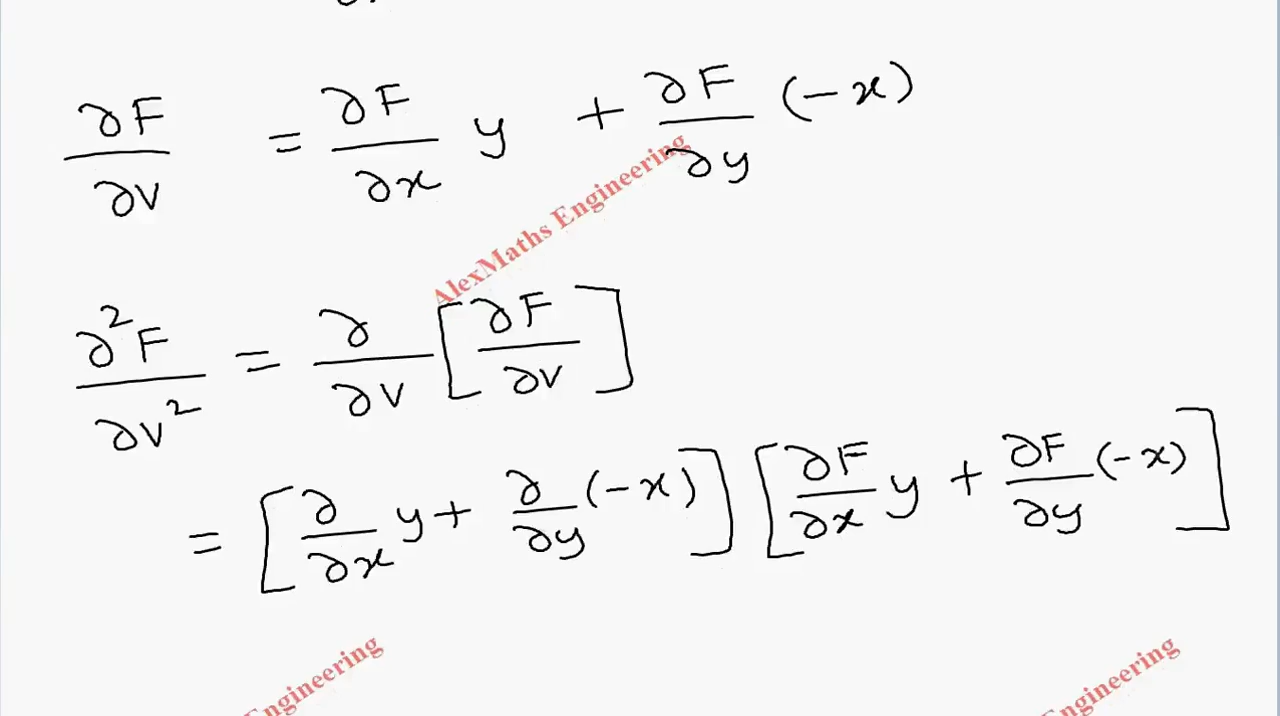 ∂F/∂v = ∂F/∂x y + ∂F/∂y (-x)
AlexMaths Engineering
∂²F/∂v² = ∂/∂v [∂F/∂v]
= [∂/∂x y + ∂/∂y (-x)] [∂F/∂x y + ∂F/∂y (-x)]
Engineering
Engineering